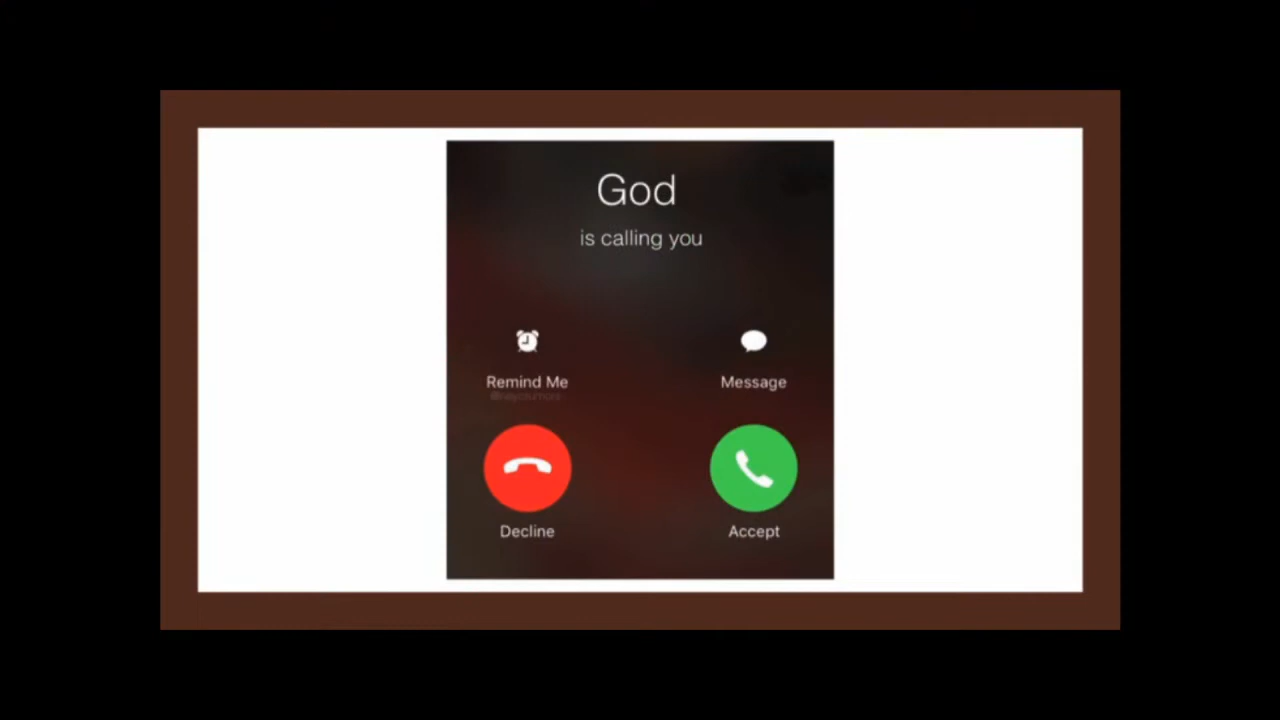 God
is calling you
Remind Me
Message
Decline
Accept